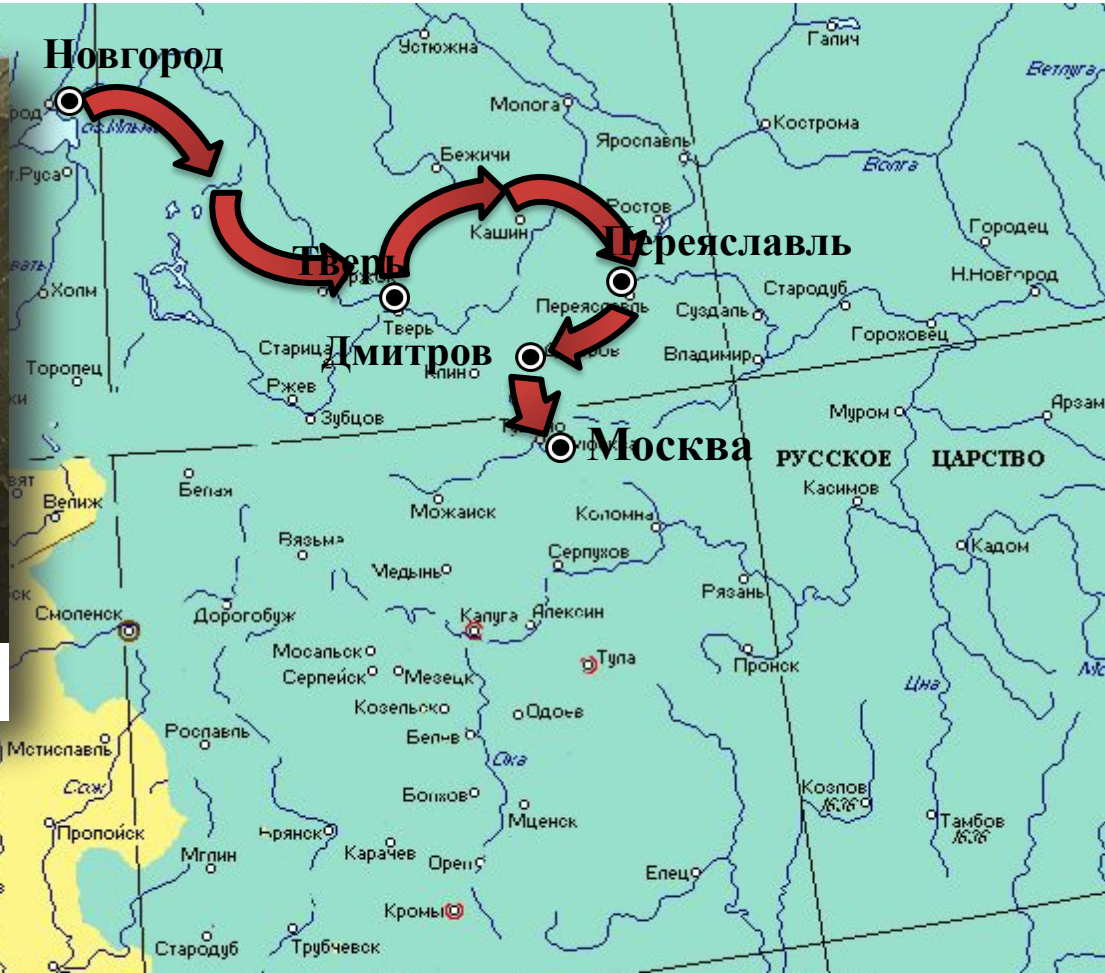 Новгород
Устюжна
Галич
Ветлуга
Молога
Кострома
Ярославль
Бежичи
Волга
Ростов
Кашин
Городец
Переяславль
Тверь
Холм
Н.Новгород
Стародуб
Суздаль
Тверь
Гороховец
Старица
Дмитров
Владимир
Торопец
Клин
Ржев
Зубцов
Муром
Москва
РУССКОЕ ЦАРСТВО
Белая
Касимов
Велиж
Можайск
Коломна
Вязьма
Серпухов
Кадом
Медынь
Рязань
Смоленск
Дорогобуж
Калуга
Алексин
Мосальск
Тула
Пронск
Серпейск
Мезецк
Цна
Козельск
Одоев
Рославль
Белев
Мстиславль
Ока
Сож
Болхов
Козлов
1636
Мценск
Тамбов
1636
Пропойск
Брянск
Карачев
Мглин
Орел
Елец
Кромы
Стародуб
Трубчевск